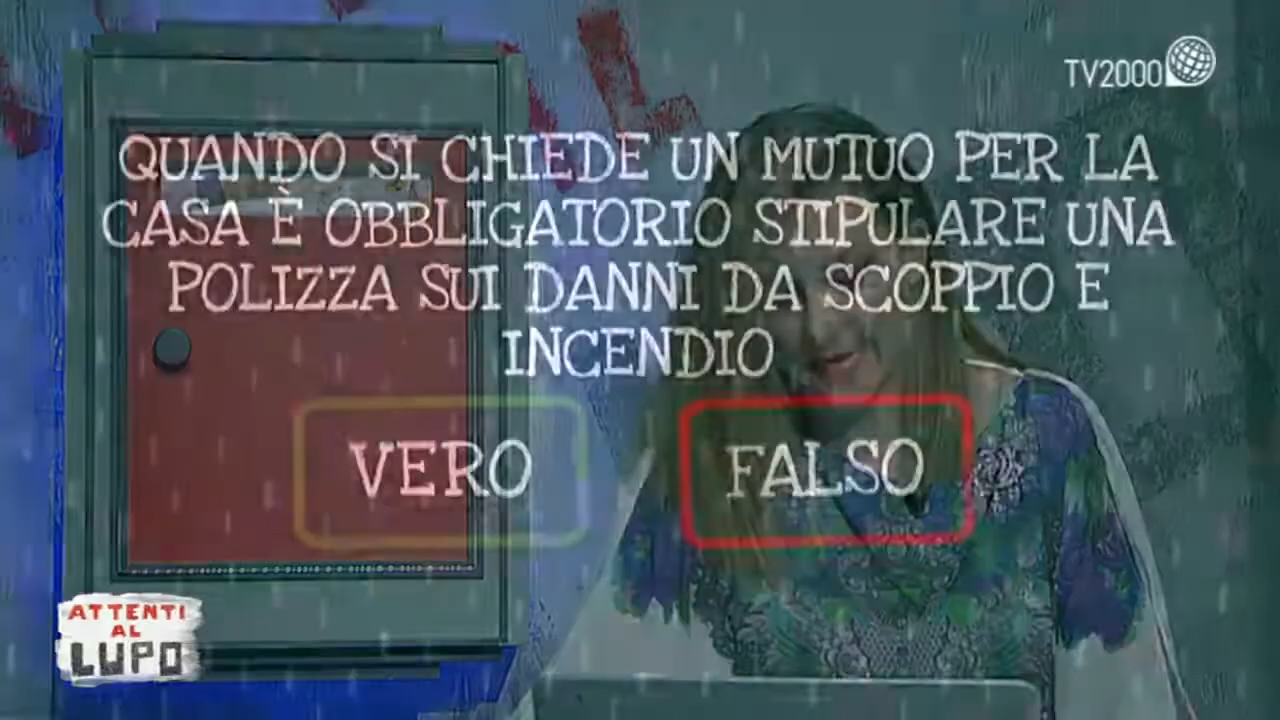 TV2000
QUANDO SI CHIEDE UN MUTUO PER LA
CASA È OBBLIGATORIO STIPULARE UNA
POLIZZA SUI DANNI DA SCOPPIO E
INCENDIO
VERO
FALSO
ATTENTI
AL
LUPO